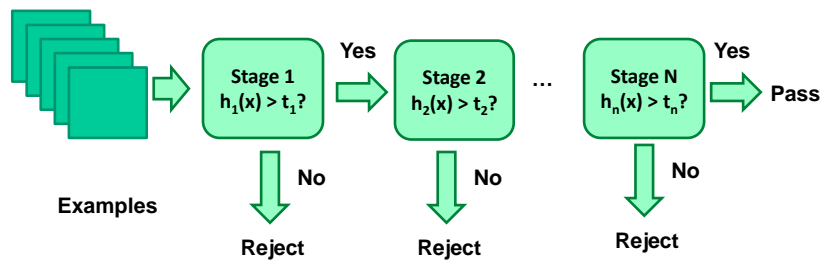 Examples
Stage 1
h₁(x) > t₁?
Yes
No
Reject
Stage 2
h₂(x) > t₂?
No
Reject
…
Stage N
hₙ(x) > tₙ?
Yes
Pass
No
Reject